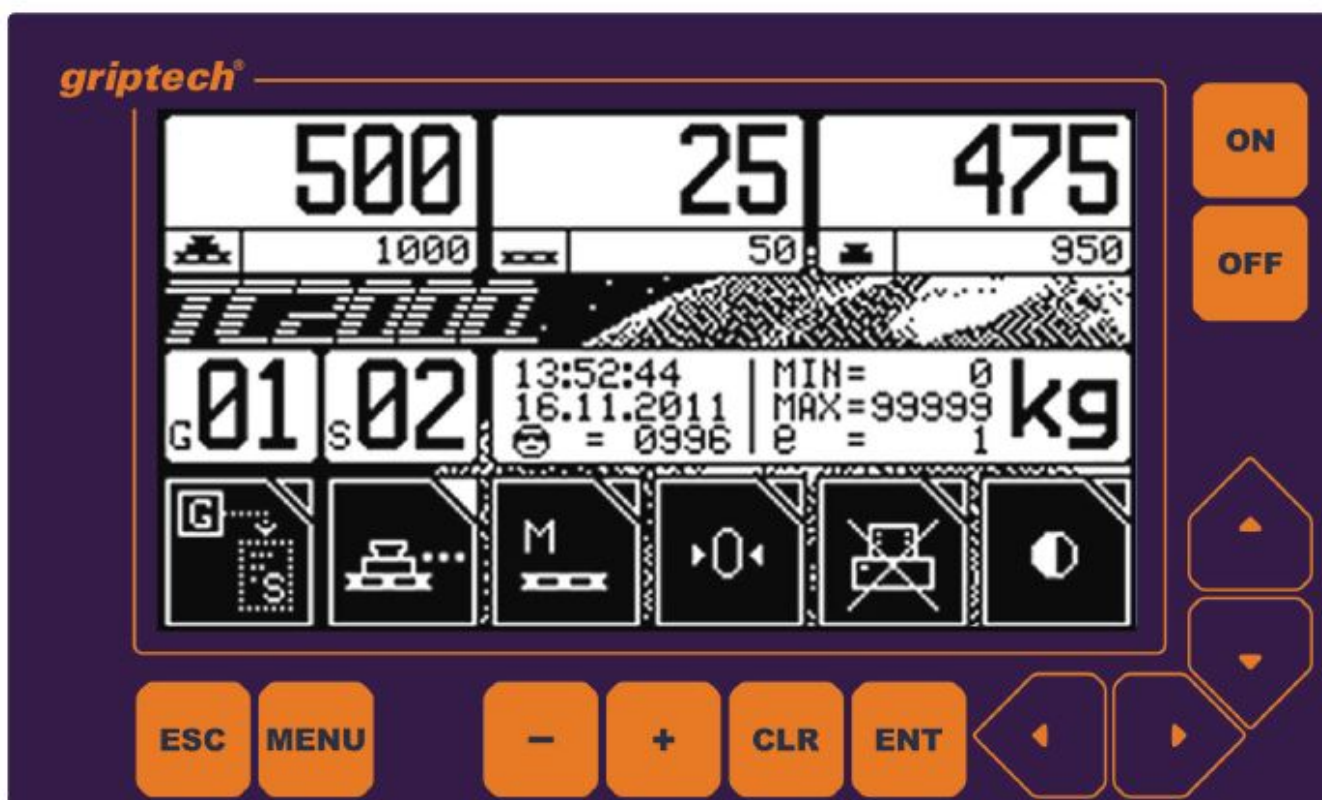 griptech®
500 25 475
1000 50 950
TC2000
G01 S02
13:52:44 MIN= 0
16.11.2011 MAX=99999
= 0996 e = 1
kg
G
S
M
0
ON
OFF
ESC MENU - + CLR ENT